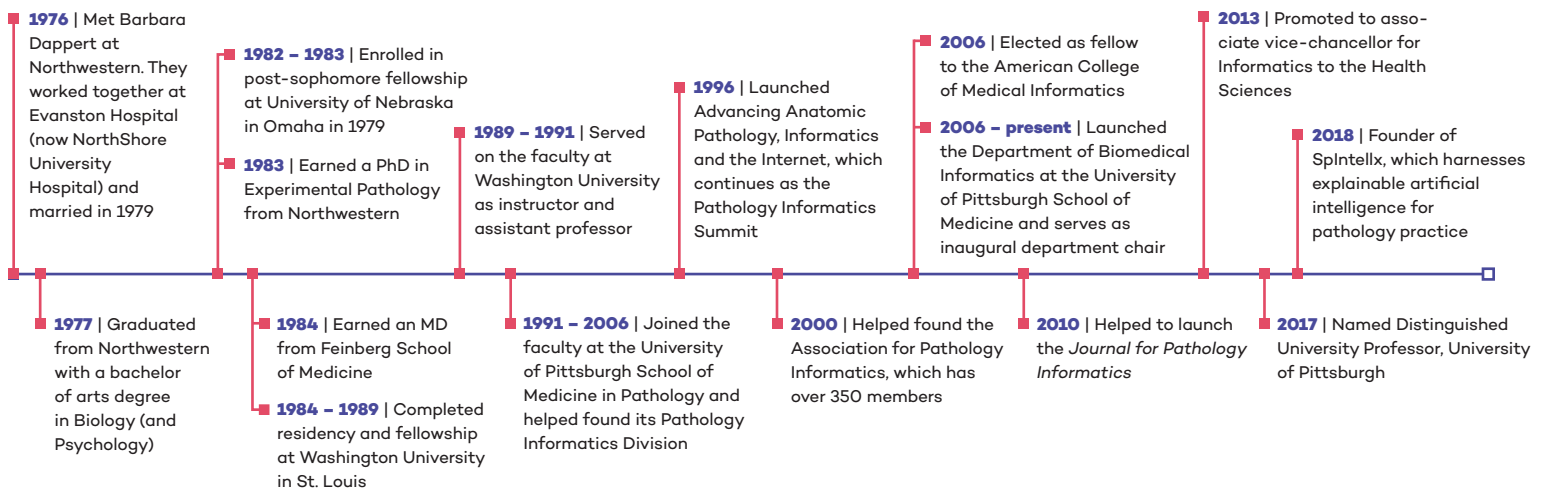 1976 | Met Barbara
Dappert at
Northwestern. They
worked together at
Evanston Hospital
(now NorthShore
University
Hospital) and
married in 1979
1977 | Graduated
from Northwestern
with a bachelor
of arts degree
in Biology (and
Psychology)
1982 – 1983 | Enrolled in
post-sophomore fellowship
at University of Nebraska
in Omaha in 1979
1983 | Earned a PhD in
Experimental Pathology
from Northwestern
1984 | Earned an MD
from Feinberg School
of Medicine
1984 – 1989 | Completed
residency and fellowship
at Washington University
in St. Louis
1989 – 1991 | Served
on the faculty at
Washington University
as instructor and
assistant professor
1991 – 2006 | Joined the
faculty at the University
of Pittsburgh School of
Medicine in Pathology and
helped found its Pathology
Informatics Division
1996 | Launched
Advancing Anatomic
Pathology, Informatics
and the Internet, which
continues as the
Pathology Informatics
Summit
2000 | Helped found the
Association for Pathology
Informatics, which has
over 350 members
2006 | Elected as fellow
to the American College
of Medical Informatics
2006 – present | Launched
the Department of Biomedical
Informatics at the University
of Pittsburgh School of
Medicine and serves as
inaugural department chair
2010 | Helped to launch
the Journal for Pathology
Informatics
2013 | Promoted to asso-
ciate vice-chancellor for
Informatics to the Health
Sciences
2017 | Named Distinguished
University Professor, University
of Pittsburgh
2018 | Founder of
SpIntellx, which harnesses
explainable artificial
intelligence for
pathology practice